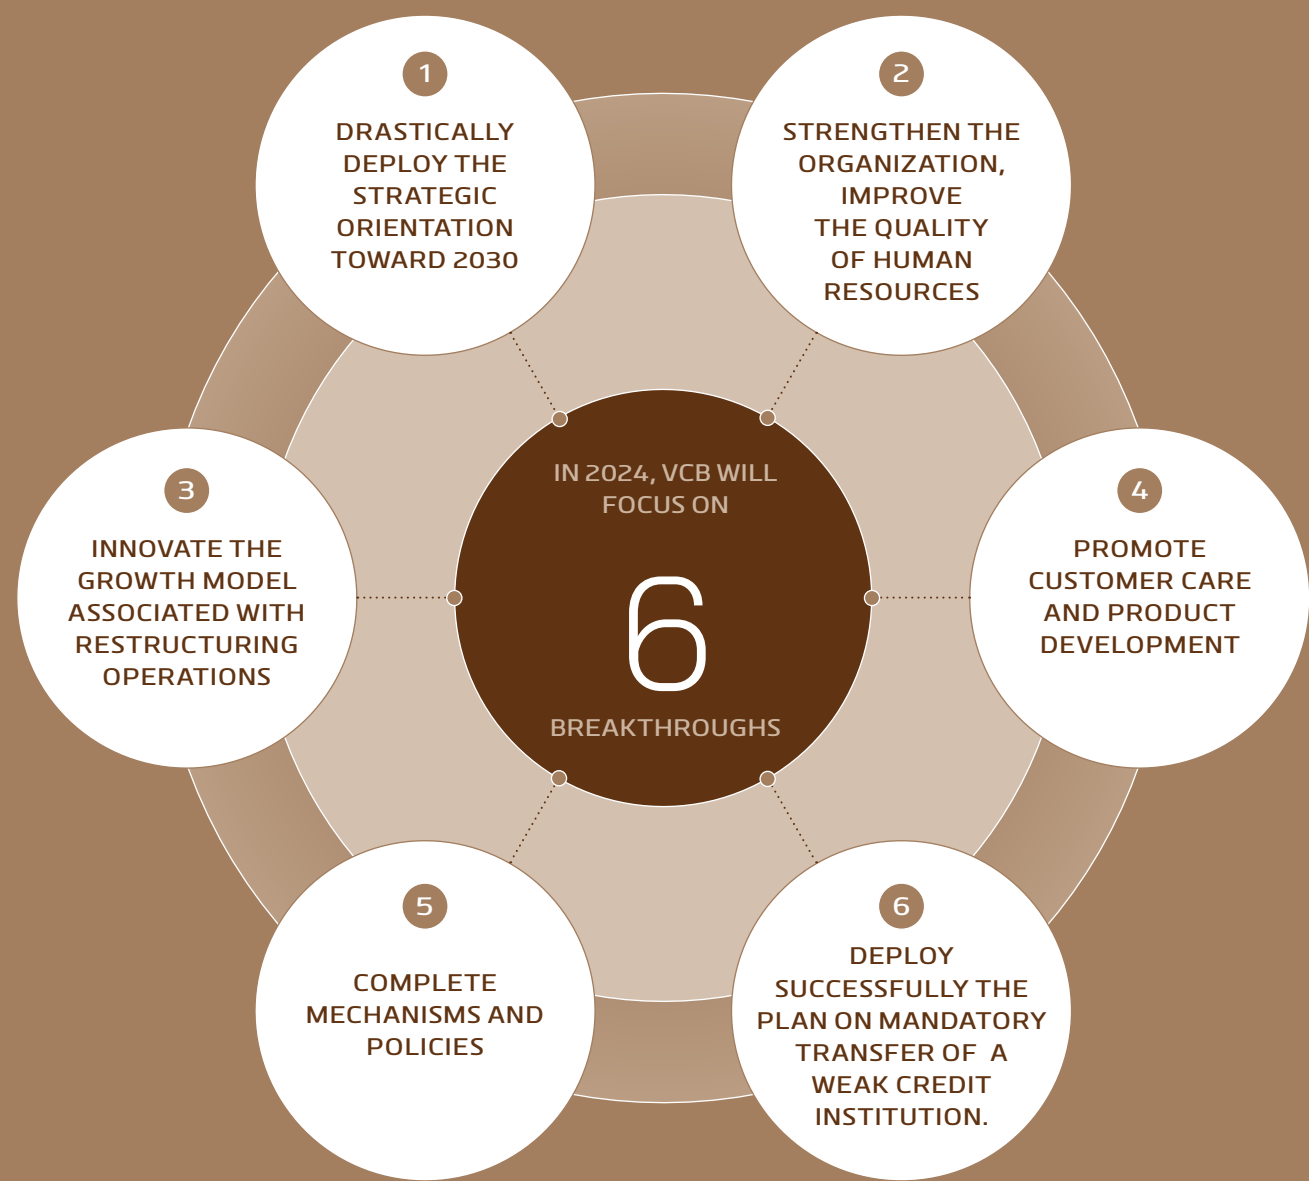 1
DRASTICALLY
DEPLOY THE
STRATEGIC
ORIENTATION
TOWARD 2030
2
STRENGTHEN THE
ORGANIZATION,
IMPROVE
THE QUALITY
OF HUMAN
RESOURCES
IN 2024, VCB WILL
FOCUS ON
6
BREAKTHROUGHS
3
INNOVATE THE
GROWTH MODEL
ASSOCIATED WITH
RESTRUCTURING
OPERATIONS
4
PROMOTE
CUSTOMER CARE
AND PRODUCT
DEVELOPMENT
5
COMPLETE
MECHANISMS AND
POLICIES
6
DEPLOY
SUCCESSFULLY THE
PLAN ON MANDATORY
TRANSFER OF A
WEAK CREDIT
INSTITUTION.